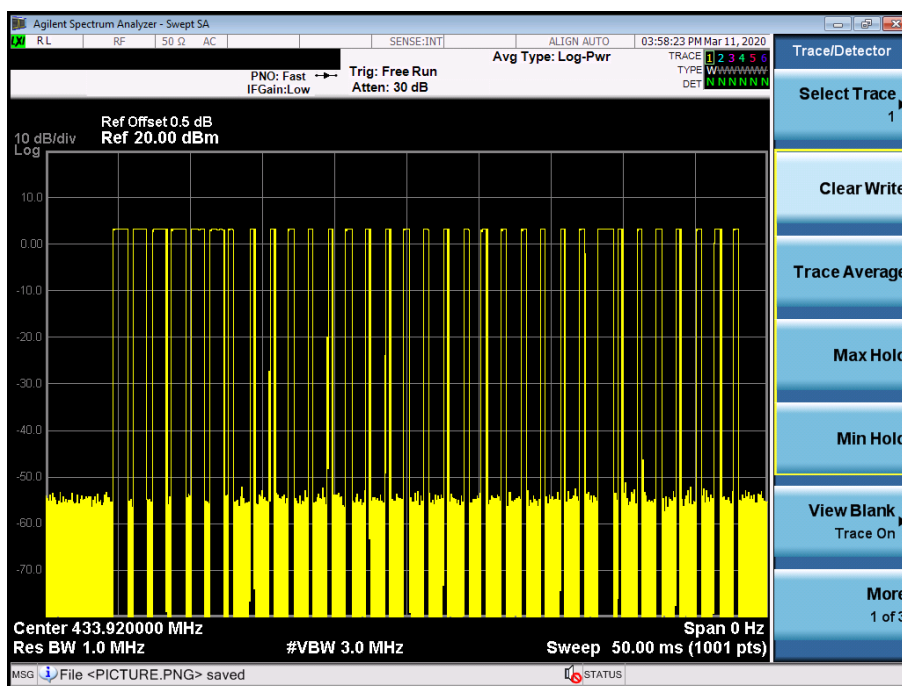 Agilent Spectrum Analyzer - Swept SA
LXI RL RF 50 Ω AC SENSE:INT ALIGN AUTO 03:58:23 PM Mar 11, 2020
Trace/Detector
Avg Type: Log-Pwr
TRACE 1 2 3 4 5 6
PNO: Fast
Trig: Free Run
TYPE WWWWWW
IFGain:Low
Atten: 30 dB
DET N N N N N N
Select Trace
1
Ref Offset 0.5 dB
10 dB/div Ref 20.00 dBm
Log
Clear Write
10.0
0.00
Trace Average
-10.0
-20.0
Max Hold
-30.0
-40.0
Min Hold
-50.0
View Blank
-60.0
Trace On
-70.0
More
1 of 3
Center 433.920000 MHz
Span 0 Hz
Res BW 1.0 MHz
#VBW 3.0 MHz
Sweep 50.00 ms (1001 pts)
MSG File <PICTURE.PNG> saved
STATUS